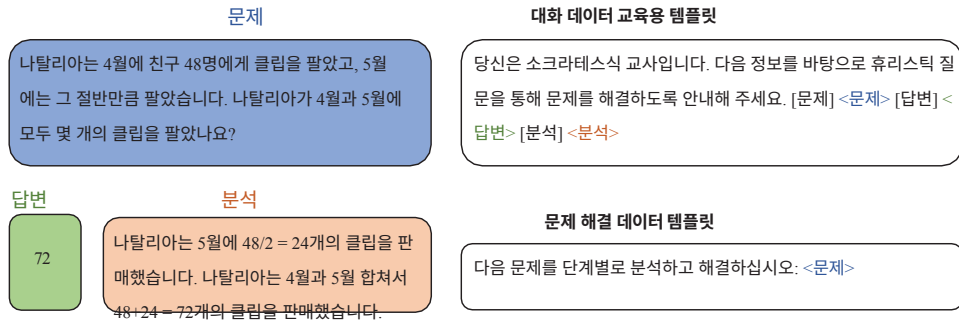 문제
나탈리아는 4월에 친구 48명에게 클립을 팔았고, 5월
에는 그 절반만큼 팔았습니다. 나탈리아가 4월과 5월에
모두 몇 개의 클립을 팔았나요?
답변
72
분석
나탈리아는 5월에 48/2 = 24개의 클립을 판
매했습니다. 나탈리아는 4월과 5월 합쳐서
48+24 = 72개의 클립을 판매했습니다.
대화 데이터 교육용 템플릿
당신은 소크라테스식 교사입니다. 다음 정보를 바탕으로 휴리스틱 질
문을 통해 문제를 해결하도록 안내해 주세요. [문제] <문제> [답변] <
답변> [분석] <분석>
문제 해결 데이터 템플릿
다음 문제를 단계별로 분석하고 해결하십시오: <문제>